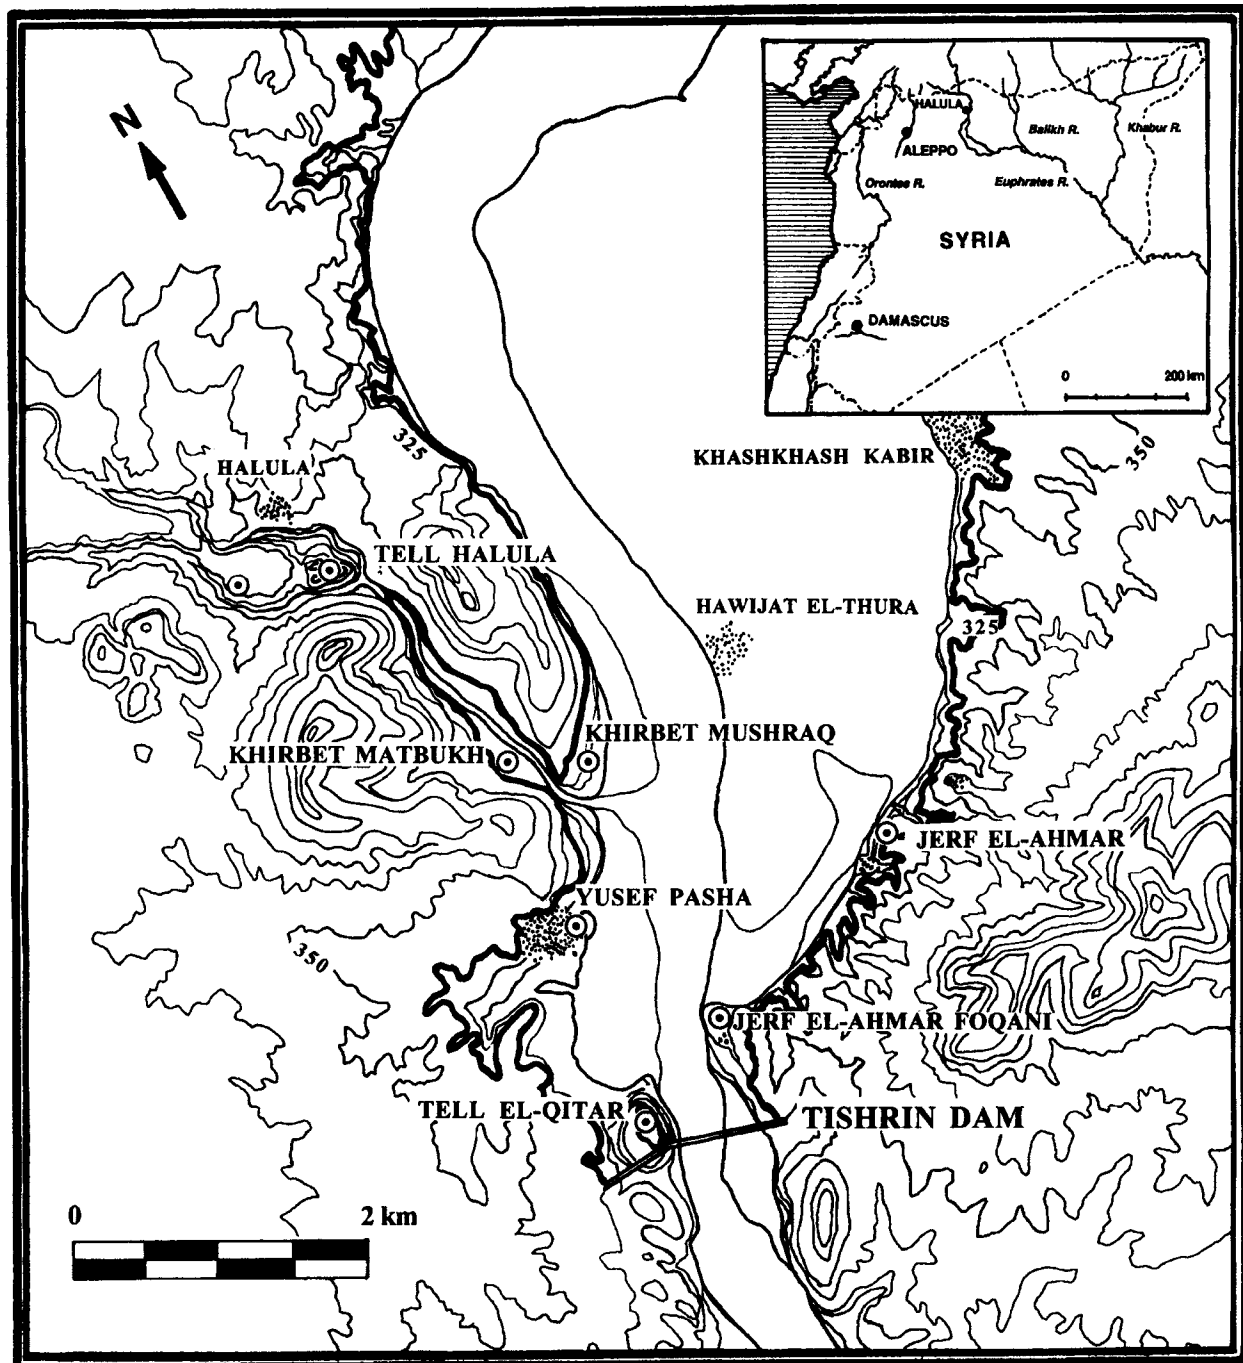 N
HALULA
ALEPPO
Balikh R.
Khabur R.
Orontes R.
Euphrates R.
SYRIA
DAMASCUS
0 200 km
325
350
KHASHKHASH KABIR
HALULA
TELL HALULA
HAWIJAT EL-THURA
325
KHIRBET MUSHRAQ
KHIRBET MATBUKH
JERF EL-AHMAR
YUSEF PASHA
350
JERF EL-AHMAR FOQANI
TELL EL-QITAR
TISHRIN DAM
0 2 km